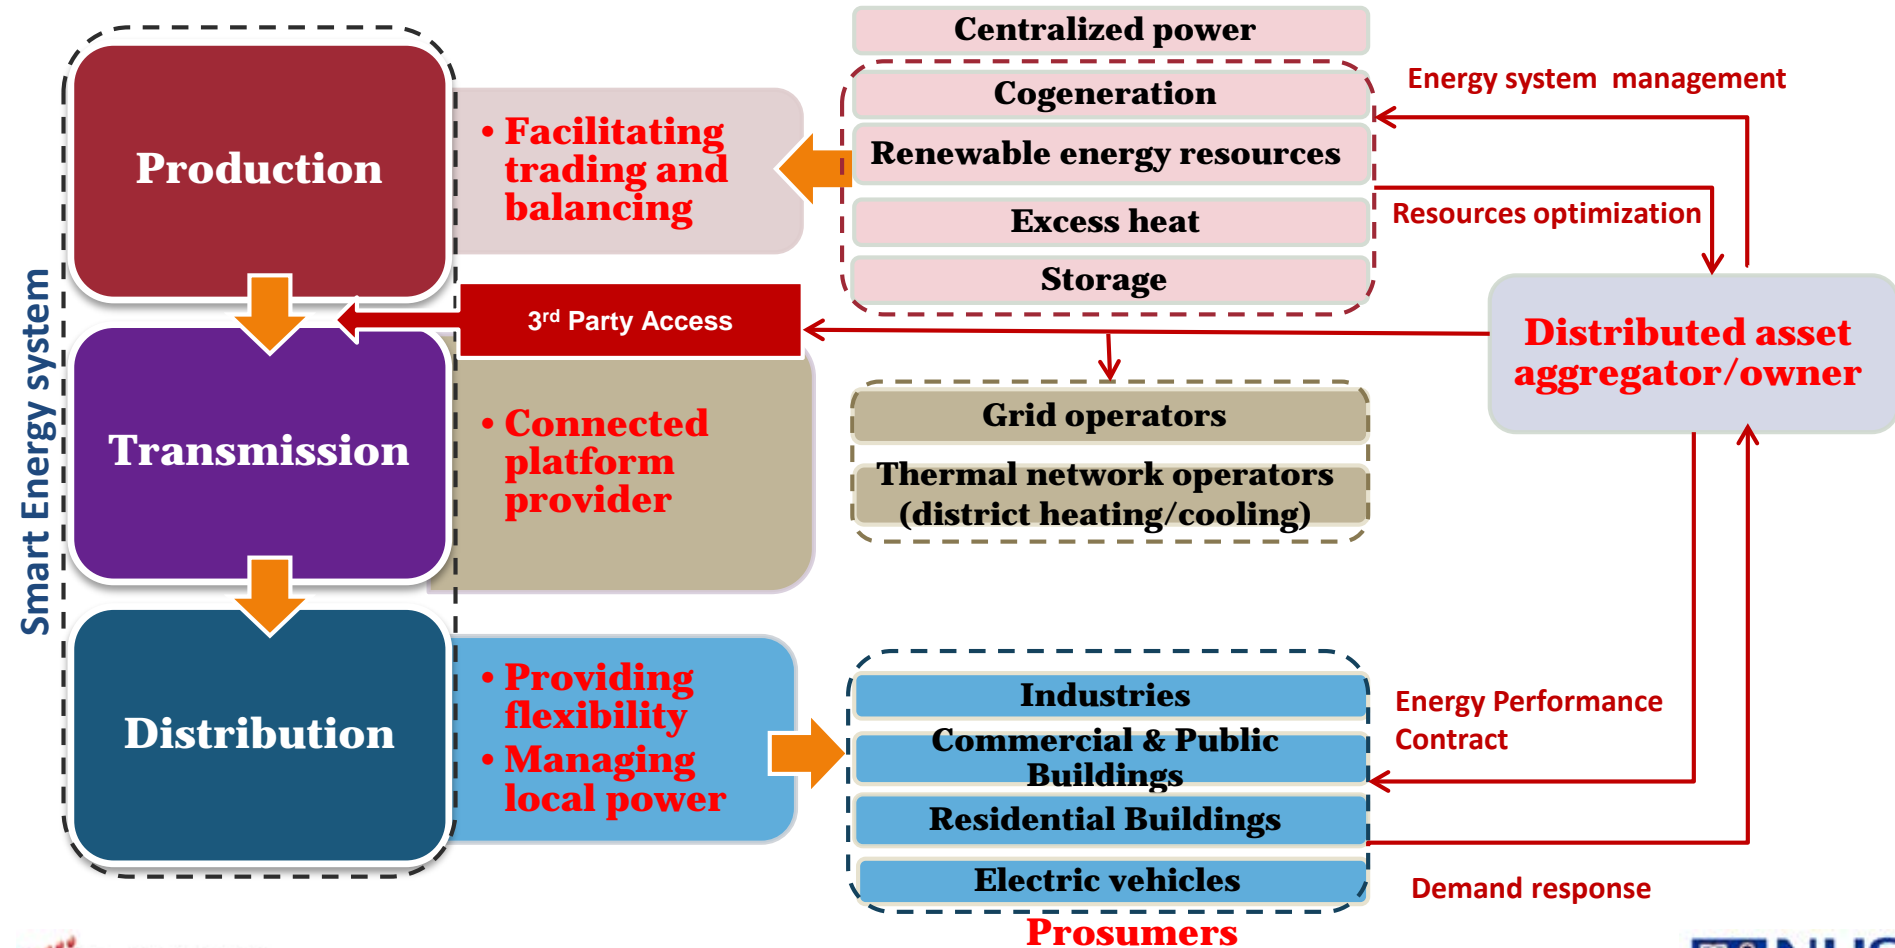 Smart Energy system
Production
• Facilitating
trading and
balancing
Centralized power
Cogeneration
Renewable energy resources
Excess heat
Storage
Energy system  management
Resources optimization
3rd Party Access
Distributed asset
aggregator/owner
Transmission
• Connected
platform
provider
Grid operators
Thermal network operators
(district heating/cooling)
Distribution
• Providing
flexibility
• Managing
local power
Industries
Commercial & Public
Buildings
Residential Buildings
Electric vehicles
Prosumers
Energy Performance
Contract
Demand response